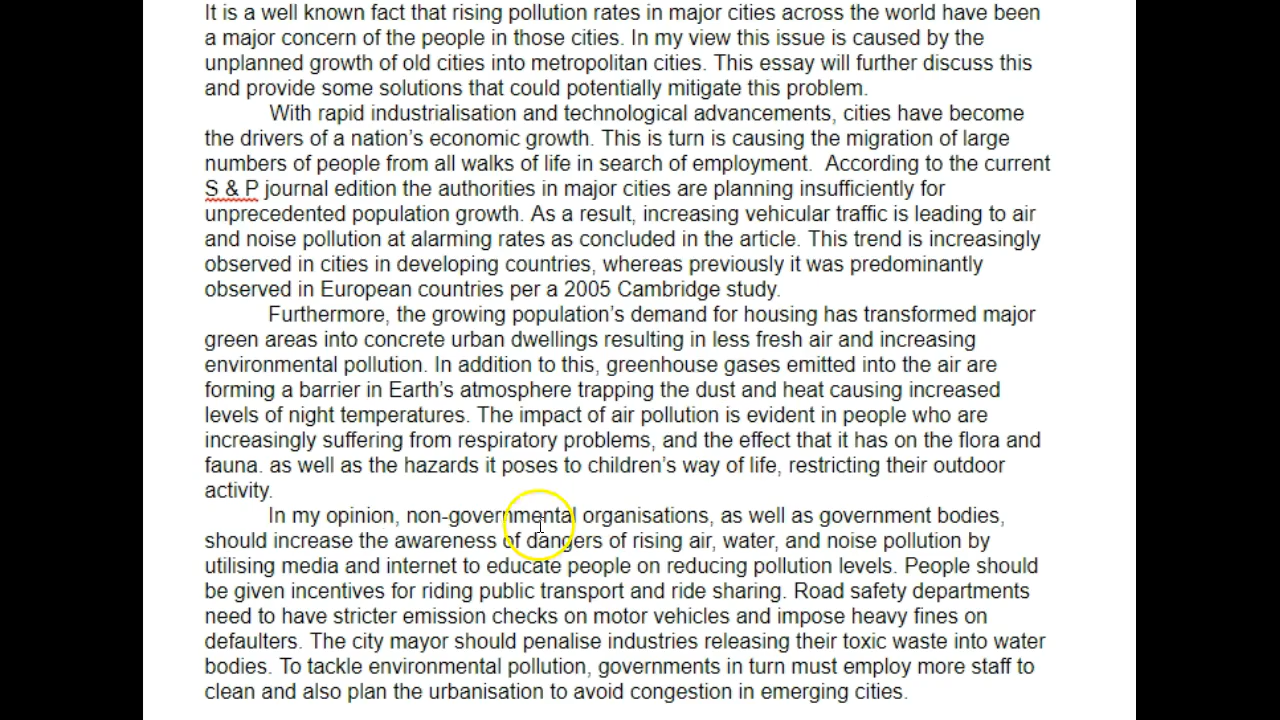 It is a well known fact that rising pollution rates in major cities across the world have been
a major concern of the people in those cities. In my view this issue is caused by the
unplanned growth of old cities into metropolitan cities. This essay will further discuss this
and provide some solutions that could potentially mitigate this problem.
With rapid industrialisation and technological advancements, cities have become
the drivers of a nation's economic growth. This is turn is causing the migration of large
numbers of people from all walks of life in search of employment.  According to the current
S & P journal edition the authorities in major cities are planning insufficiently for
unprecedented population growth. As a result, increasing vehicular traffic is leading to air
and noise pollution at alarming rates as concluded in the article. This trend is increasingly
observed in cities in developing countries, whereas previously it was predominantly
observed in European countries per a 2005 Cambridge study.
Furthermore, the growing population's demand for housing has transformed major
green areas into concrete urban dwellings resulting in less fresh air and increasing
environmental pollution. In addition to this, greenhouse gases emitted into the air are
forming a barrier in Earth's atmosphere trapping the dust and heat causing increased
levels of night temperatures. The impact of air pollution is evident in people who are
increasingly suffering from respiratory problems, and the effect that it has on the flora and
fauna. as well as the hazards it poses to children's way of life, restricting their outdoor
activity.
In my opinion, non-governmental organisations, as well as government bodies,
should increase the awareness of dangers of rising air, water, and noise pollution by
utilising media and internet to educate people on reducing pollution levels. People should
be given incentives for riding public transport and ride sharing. Road safety departments
need to have stricter emission checks on motor vehicles and impose heavy fines on
defaulters. The city mayor should penalise industries releasing their toxic waste into water
bodies. To tackle environmental pollution, governments in turn must employ more staff to
clean and also plan the urbanisation to avoid congestion in emerging cities.